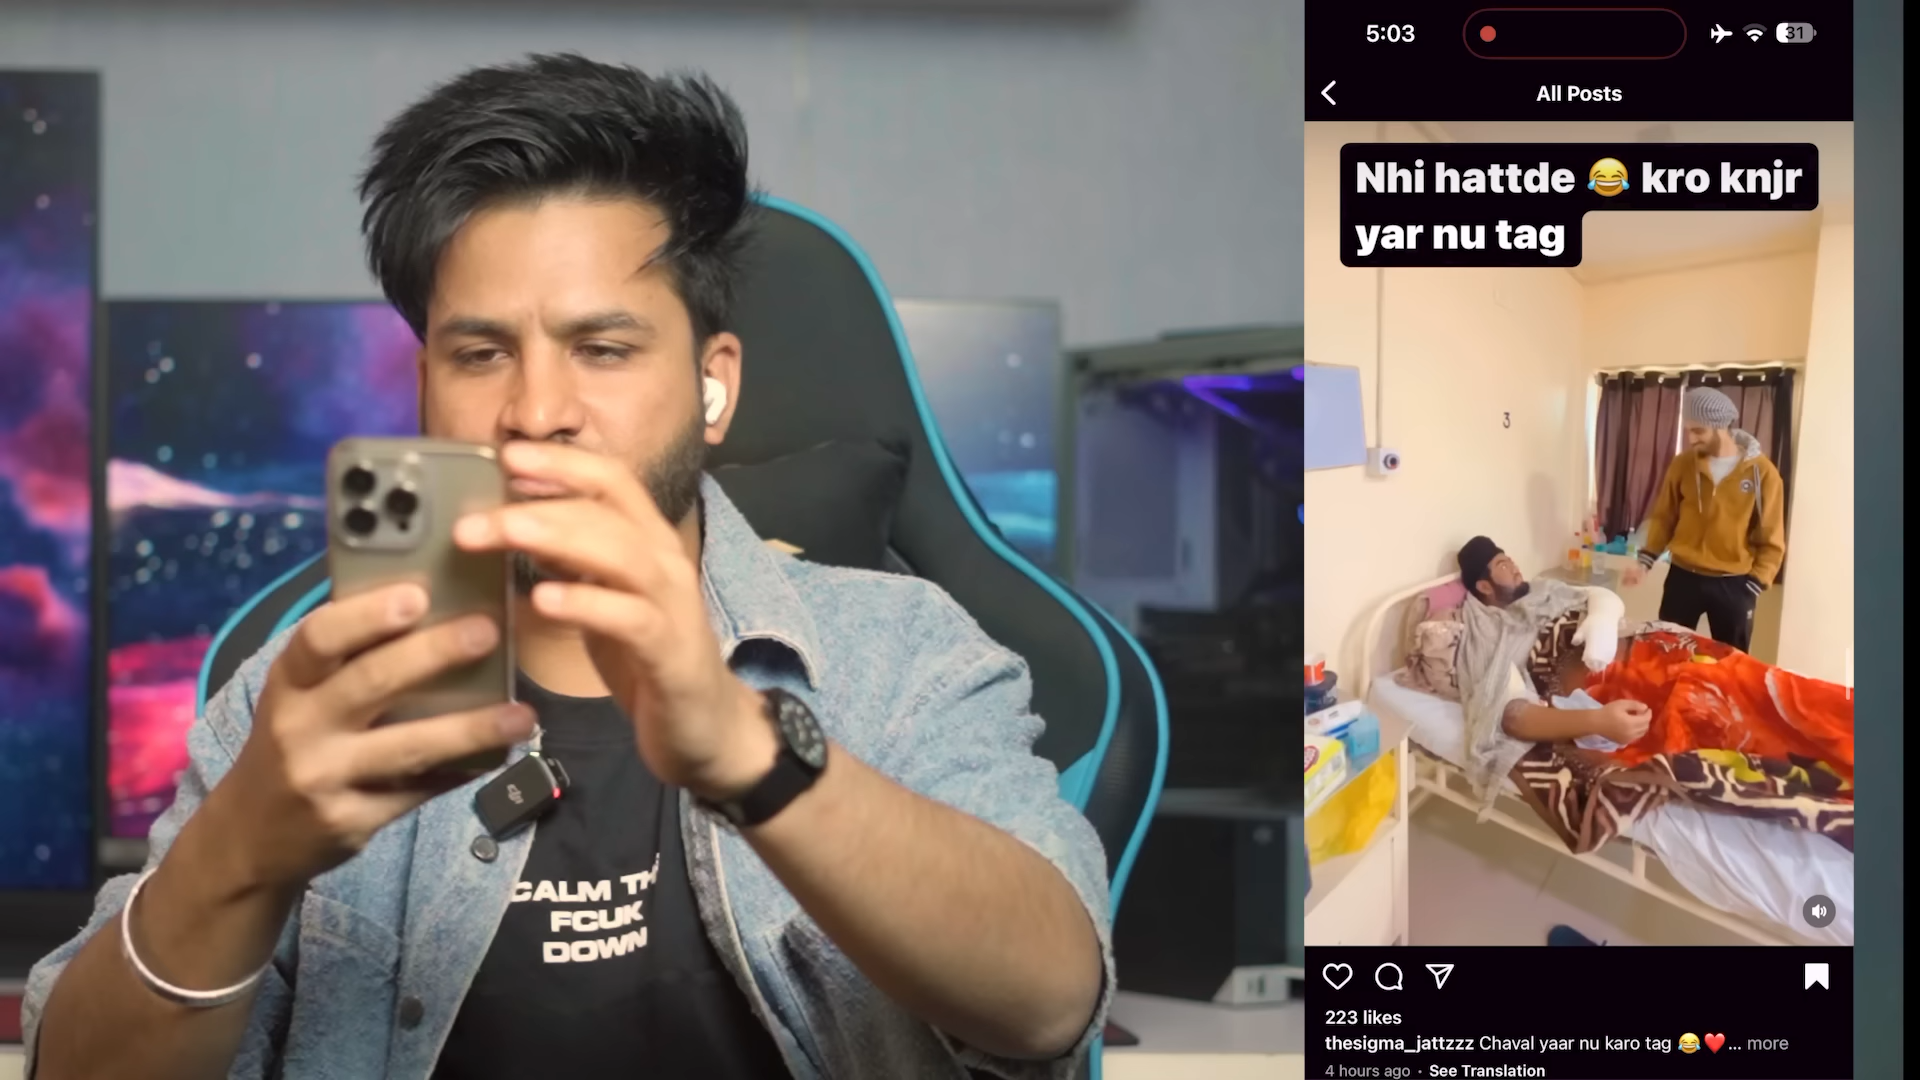 CALM TH
FCUK
DOWN
dji
5:03
31
All Posts
Nhi hattde 😂 kro knjr
yar nu tag
3
223 likes
thesigma_jattzzz Chaval yaar nu karo tag 😂❤️... more
4 hours ago · See Translation